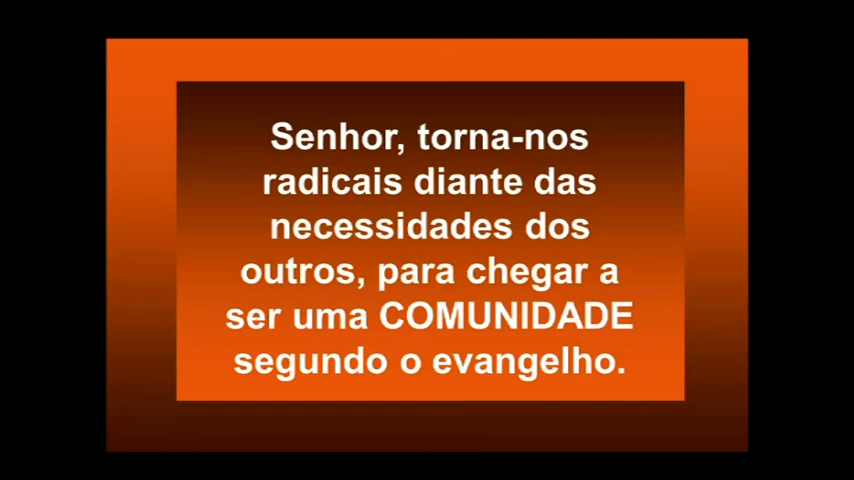 Senhor, torna-nos
radicais diante das
necessidades dos
outros, para chegar a
ser uma COMUNIDADE
segundo o evangelho.